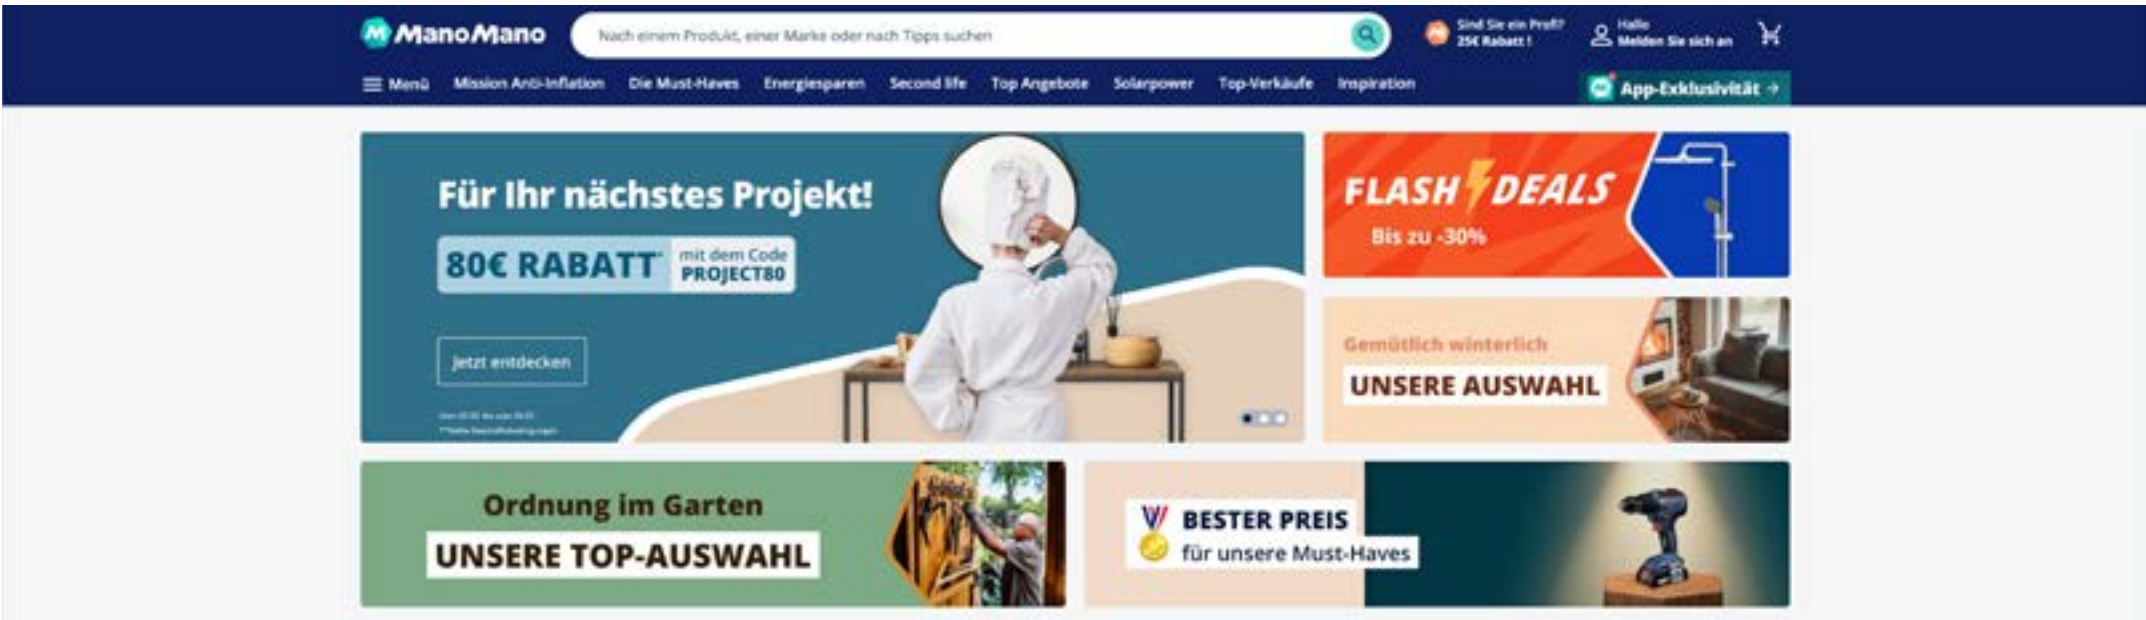 ManoMano
Nach einem Produkt, einer Marke oder nach Tipps suchen
Sind Sie ein Profi?
25€ Rabatt !
Hallo
Melden Sie sich an
Menü
Mission Anti-Inflation
Die Must-Haves
Energiesparen
Second life
Top Angebote
Solarpower
Top-Verkäufe
Inspiration
App-Exklusivität →
Für Ihr nächstes Projekt!
80€ RABATT*
mit dem Code
PROJECT80
Jetzt entdecken
FLASH DEALS
Bis zu -30%
Gemütlich winterlich
UNSERE AUSWAHL
Ordnung im Garten
UNSERE TOP-AUSWAHL
BESTER PREIS
für unsere Must-Haves